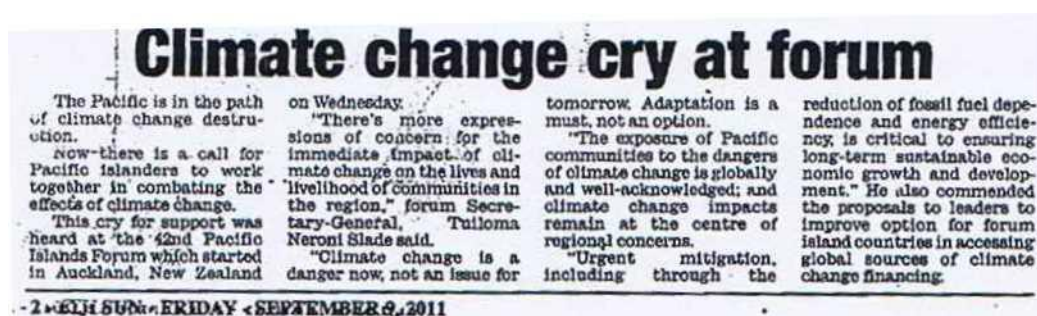 Climate change cry at forum
The Pacific is in the path
of climate change destru-
ction.
Now there is a call for
Pacific islanders to work
together in combating the
effects of climate change.
This cry for support was
heard at the 42nd Pacific
Islands Forum which started
in Auckland, New Zealand
on Wednesday.
"There's more expres-
sions of concern for the
immediate impact of cli-
mate change on the lives and
livelihood of communities in
the region," forum Secre-
tary-General, Tuiloma
Neroni Slade said.
"Climate change is a
danger now, not an issue for
tomorrow. Adaptation is a
must, not an option.
"The exposure of Pacific
communities to the dangers
of climate change is globally
and well-acknowledged; and
climate change impacts
remain at the centre of
regional concerns.
"Urgent mitigation,
including through the
reduction of fossil fuel depe-
ndence and energy efficie-
ncy, is critical to ensuring
long-term sustainable eco-
nomic growth and develop-
ment." He also commended
the proposals to leaders to
improve option for forum
island countries in accessing
global sources of climate
change financing.
2 SUN FRIDAY SEPTEMBER 9, 2011